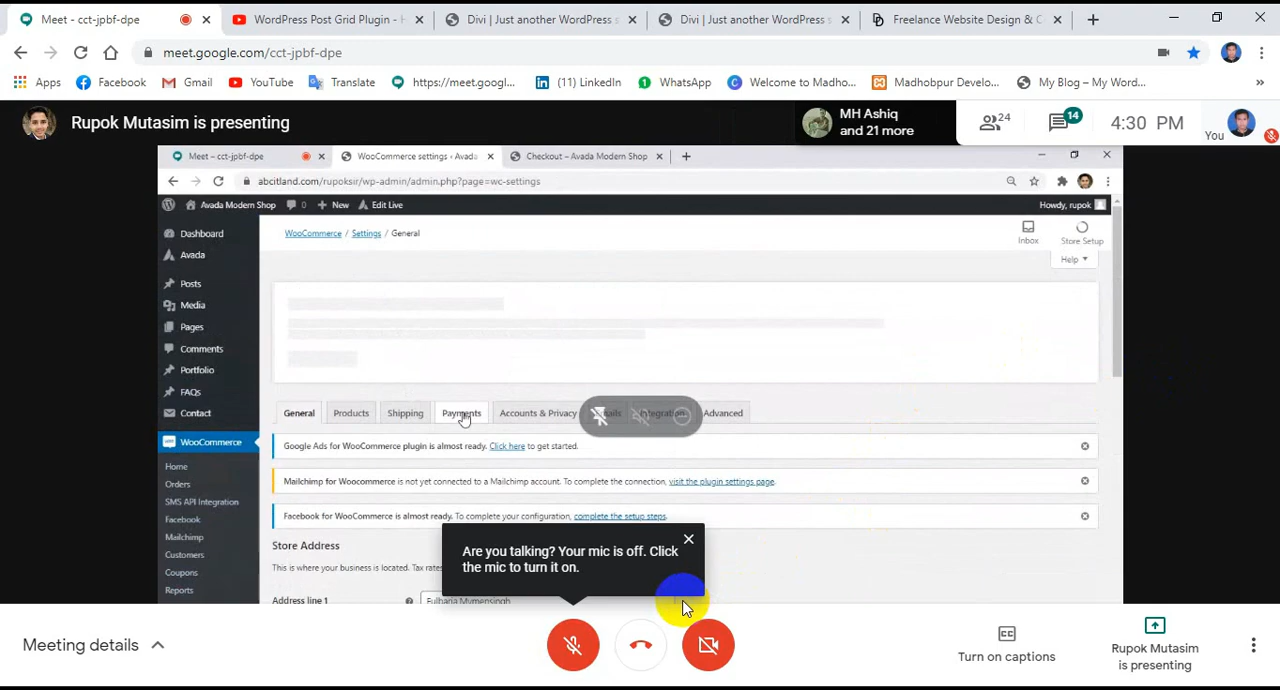 Meet - cct-jpbf-dpe
WordPress Post Grid Plugin - H
Divi | Just another WordPress s
Divi | Just another WordPress s
Freelance Website Design & C
meet.google.com/cct-jpbf-dpe
Apps
Facebook
Gmail
YouTube
Translate
https://meet.googl...
(11) LinkedIn
WhatsApp
Welcome to Madho...
Madhobpur Develo...
My Blog – My Word...
Rupok Mutasim is presenting
MH Ashiq
and 21 more
24
14
4:30 PM
You
Meet – cct-jpbf-dpe
WooCommerce settings ‹ Avada
Checkout – Avada Modern Shop
abcitland.com/rupoksir/wp-admin/admin.php?page=wc-settings
Avada Modern Shop
0
New
Edit Live
Howdy, rupok
Dashboard
Avada
Posts
Media
Pages
Comments
Portfolio
FAQs
Contact
WooCommerce
Home
Orders
SMS API Integration
Facebook
Mailchimp
Customers
Coupons
Reports
WooCommerce / Settings / General
Inbox
Store Setup
Help
General
Products
Shipping
Payments
Accounts & Privacy
Advanced
Google Ads for WooCommerce plugin is almost ready. Click here to get started.
Mailchimp for Woocommerce is not yet connected to a Mailchimp account. To complete the connection, visit the plugin settings page.
Facebook for WooCommerce is almost ready. To complete your configuration, complete the setup steps.
Store Address
This is where your business is located. Tax rates
Address line 1
Fulbaria Mymensingh
Are you talking? Your mic is off. Click
the mic to turn it on.
Meeting details
Turn on captions
Rupok Mutasim
is presenting